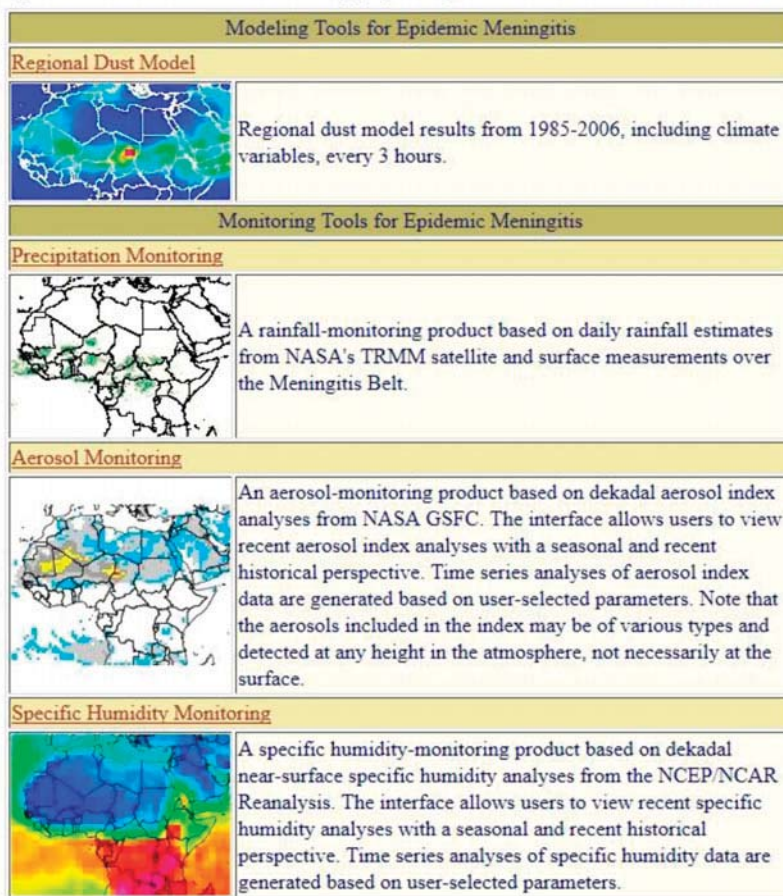 Modeling Tools for Epidemic Meningitis
Regional Dust Model
Regional dust model results from 1985-2006, including climate
variables, every 3 hours.
Monitoring Tools for Epidemic Meningitis
Precipitation Monitoring
A rainfall-monitoring product based on daily rainfall estimates
from NASA's TRMM satellite and surface measurements over
the Meningitis Belt.
Aerosol Monitoring
An aerosol-monitoring product based on dekadal aerosol index
analyses from NASA GSFC. The interface allows users to view
recent aerosol index analyses with a seasonal and recent
historical perspective. Time series analyses of aerosol index
data are generated based on user-selected parameters. Note that
the aerosols included in the index may be of various types and
detected at any height in the atmosphere, not necessarily at the
surface.
Specific Humidity Monitoring
A specific humidity-monitoring product based on dekadal
near-surface specific humidity analyses from the NCEP/NCAR
Reanalysis. The interface allows users to view recent specific
humidity analyses with a seasonal and recent historical
perspective. Time series analyses of specific humidity data are
generated based on user-selected parameters.